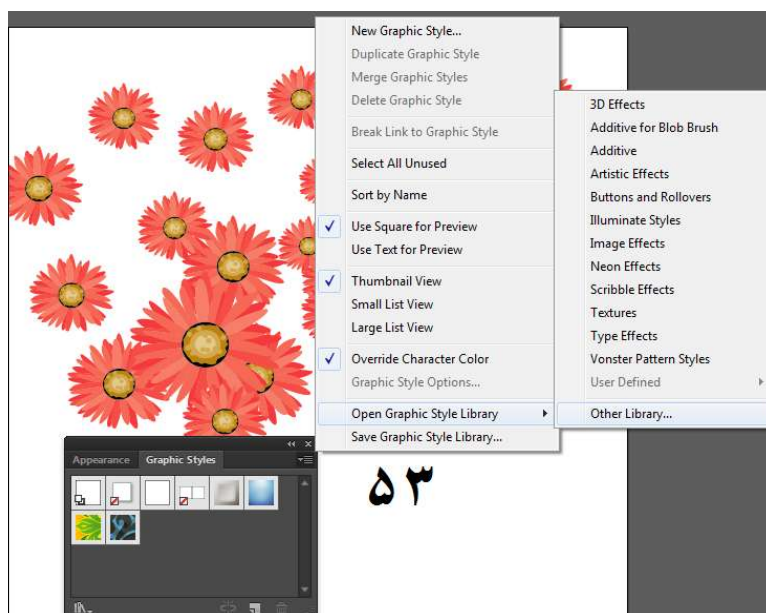 New Graphic Style...
Duplicate Graphic Style
Merge Graphic Styles
Delete Graphic Style
Break Link to Graphic Style
Select All Unused
Sort by Name
Use Square for Preview
Use Text for Preview
Thumbnail View
Small List View
Large List View
Override Character Color
Graphic Style Options...
Open Graphic Style Library
Save Graphic Style Library...
3D Effects
Additive for Blob Brush
Additive
Artistic Effects
Buttons and Rollovers
Illuminate Styles
Image Effects
Neon Effects
Scribble Effects
Textures
Type Effects
Vonster Pattern Styles
User Defined
Other Library...
Appearance Graphic Styles
۵۳